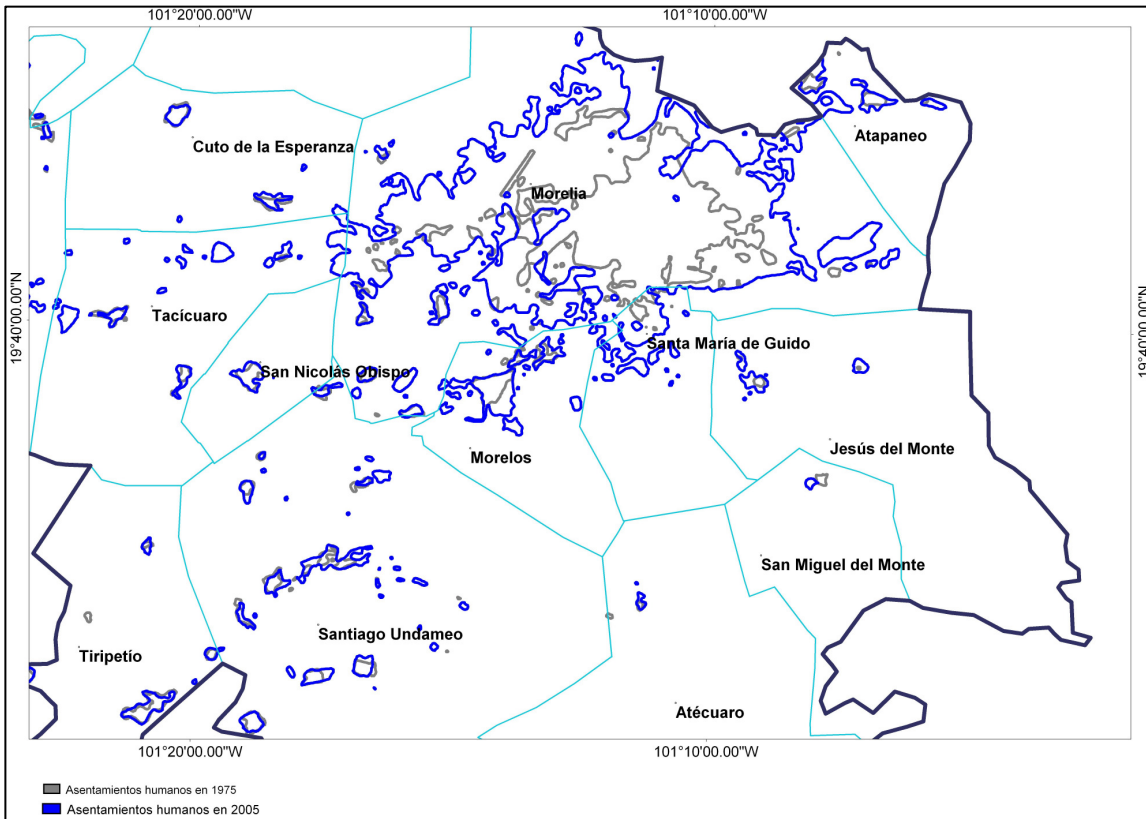 101°20'00.00"W
101°10'00.00"W
Atapaneo
Cuto de la Esperanza
Morelia
19°40'00.00"N
Tacícuaro
Santa María de Guido
19°40'00.00"N
San Nicolás Obispo
Morelos
Jesús del Monte
San Miguel del Monte
Santiago Undameo
Tiripetío
Atécuaro
101°20'00.00"W
101°10'00.00"W
Asentamientos humanos en 1975
Asentamientos humanos en 2005